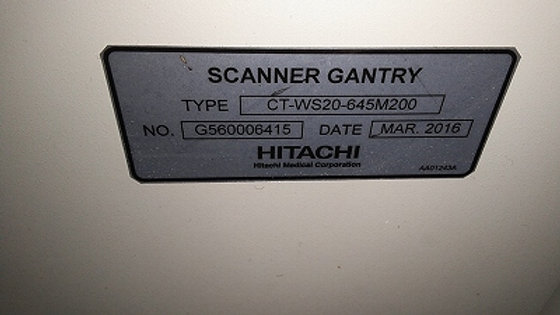 SCANNER GANTRY
TYPE CT-WS20-645M200
NO. G560006415 DATE MAR. 2016
HITACHI
Hitachi Medical Corporation
AA01243A